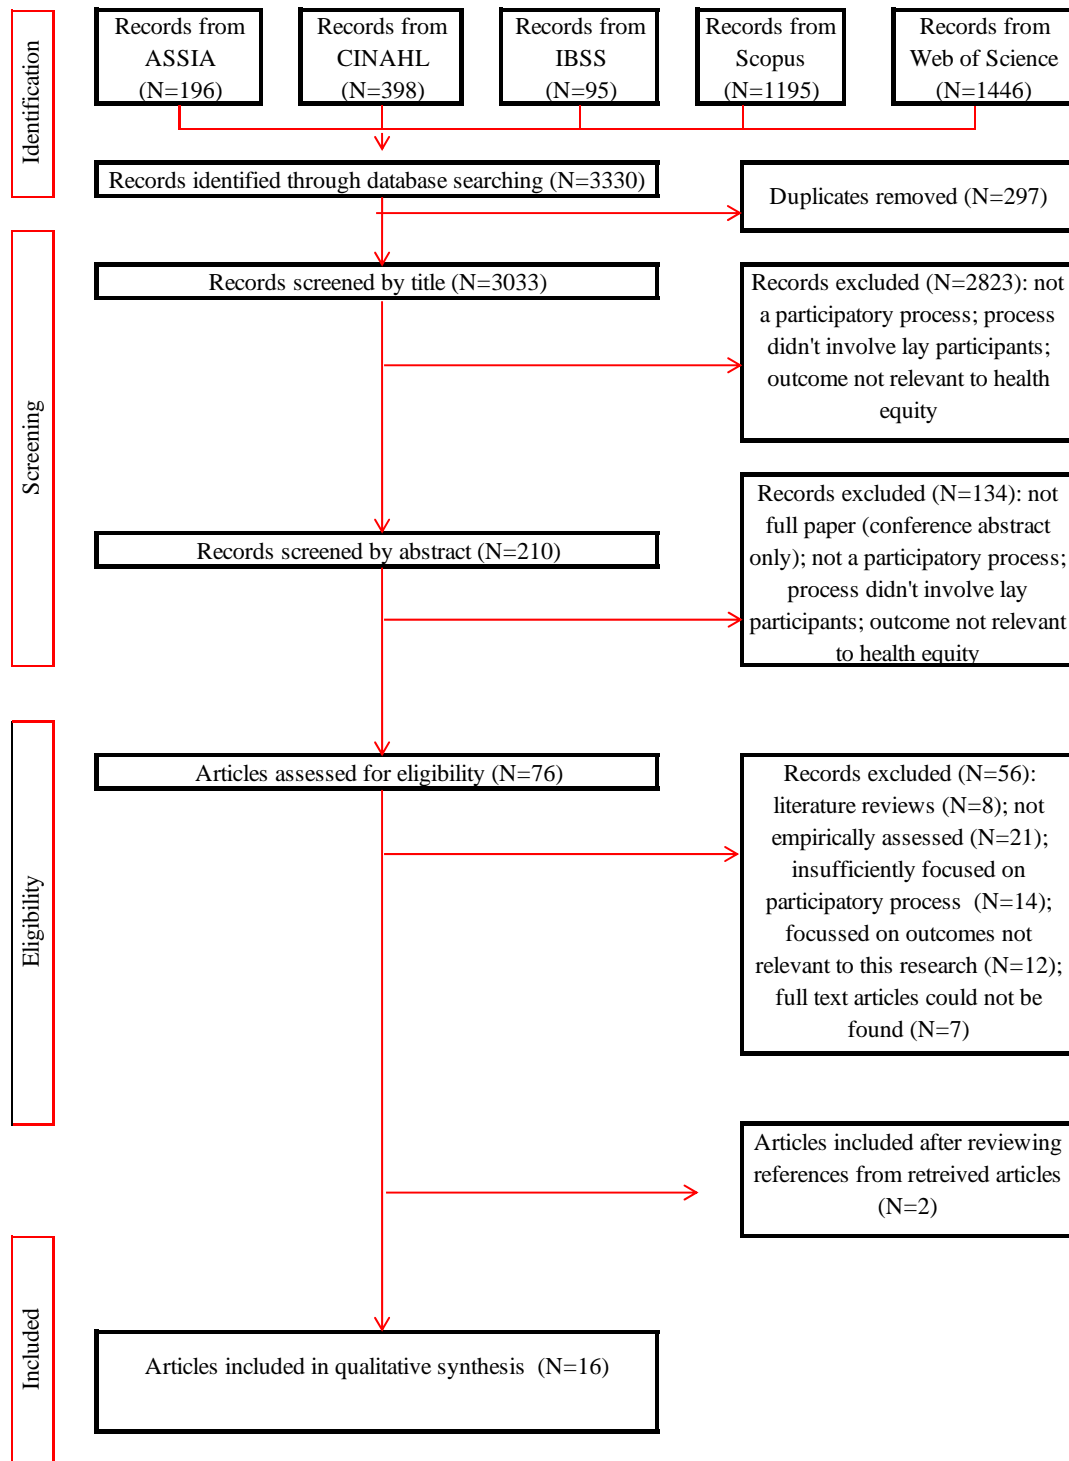 Identification
Records from
ASSIA
(N=196)
Records from
CINAHL
(N=398)
Records from
IBSS
(N=95)
Records from
Scopus
(N=1195)
Records from
Web of Science
(N=1446)
Records identified through database searching (N=3330)
Duplicates removed (N=297)
Screening
Records screened by title (N=3033)
Records excluded (N=2823): not
a participatory process; process
didn't involve lay participants;
outcome not relevant to health
equity
Records screened by abstract (N=210)
Records excluded (N=134): not
full paper (conference abstract
only); not a participatory process;
process didn't involve lay
participants; outcome not relevant
to health equity
Eligibility
Articles assessed for eligibility (N=76)
Records excluded (N=56):
literature reviews (N=8); not
empirically assessed (N=21);
insufficiently focused on
participatory process (N=14);
focussed on outcomes not
relevant to this research (N=12);
full text articles could not be
found (N=7)
Articles included after reviewing
references from retreived articles
(N=2)
Included
Articles included in qualitative synthesis (N=16)